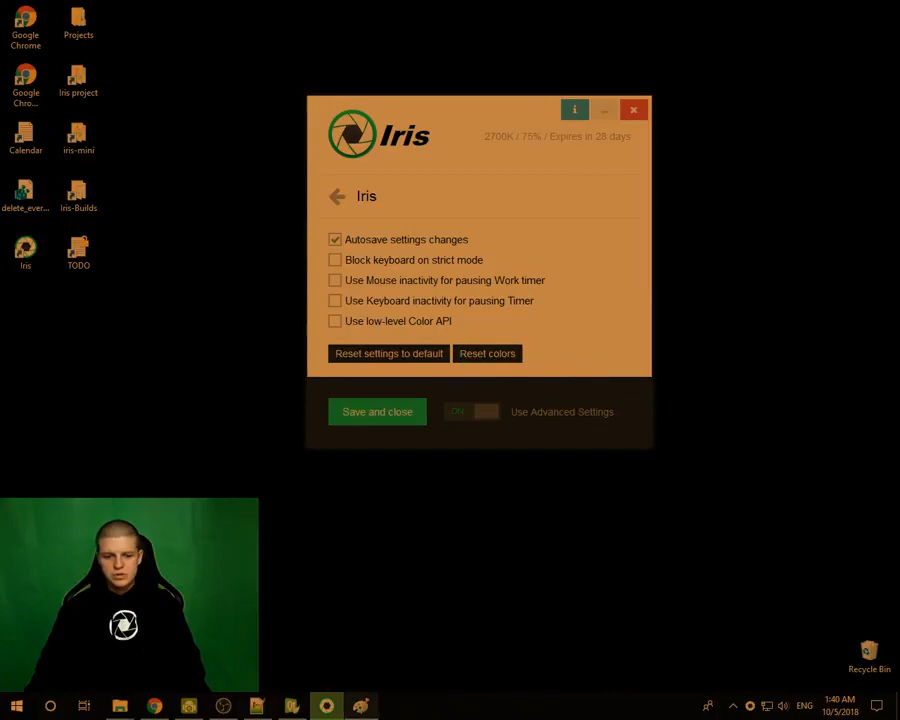 Google
Chrome
Projects
Google
Chro...
Iris project
Calendar
iris-mini
delete_ever...
Iris-Builds
Iris
TODO
Iris
2700K / 75% / Expires in 28 days
Iris
Autosave settings changes
Block keyboard on strict mode
Use Mouse inactivity for pausing Work timer
Use Keyboard inactivity for pausing Timer
Use low-level Color API
Reset settings to default
Reset colors
Save and close
ON
Use Advanced Settings
Recycle Bin
ENG
1:40 AM
10/5/2018